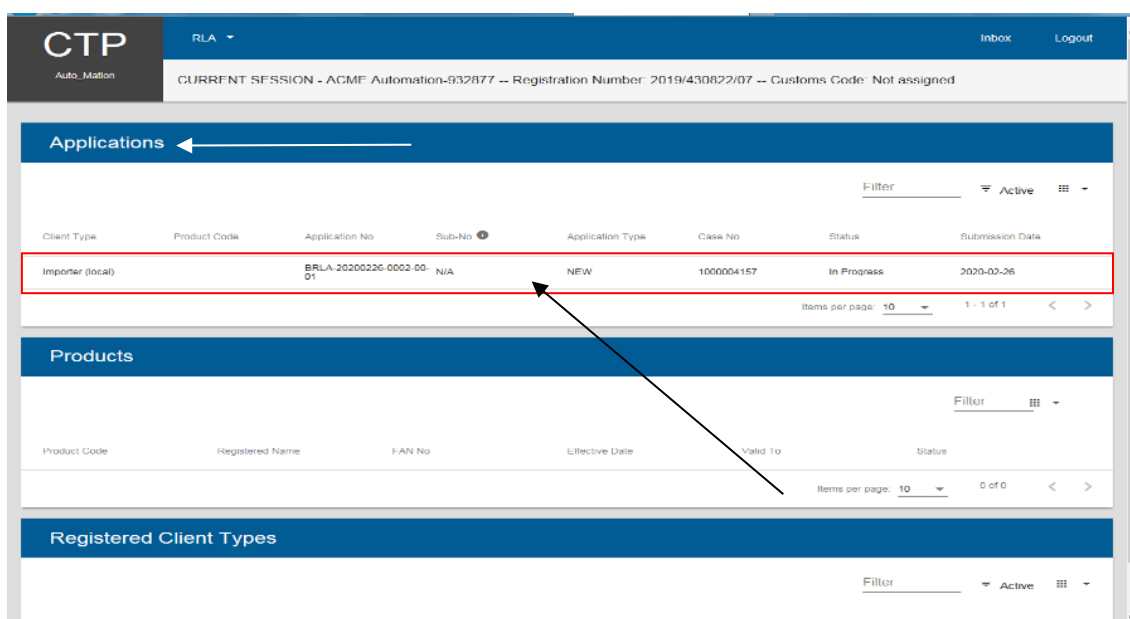 CTP
Auto_Mation
RLA
Inbox Logout
CURRENT SESSION - ACME Automation-932877 -- Registration Number: 2019/430822/07 -- Customs Code: Not assigned
Applications
Filter Active
Client Type Product Code Application No Sub-No Application Type Case No Status Submission Date
Importer (local) BRLA-20200226-0002-00- N/A NEW 1000004157 In Progress 2020-02-26
01
Items per page: 10 1 - 1 of 1 < >
Products
Filter
Product Code Registered Name FAN No Effective Date Valid To Status
Items per page: 10 0 of 0 < >
Registered Client Types
Filter Active